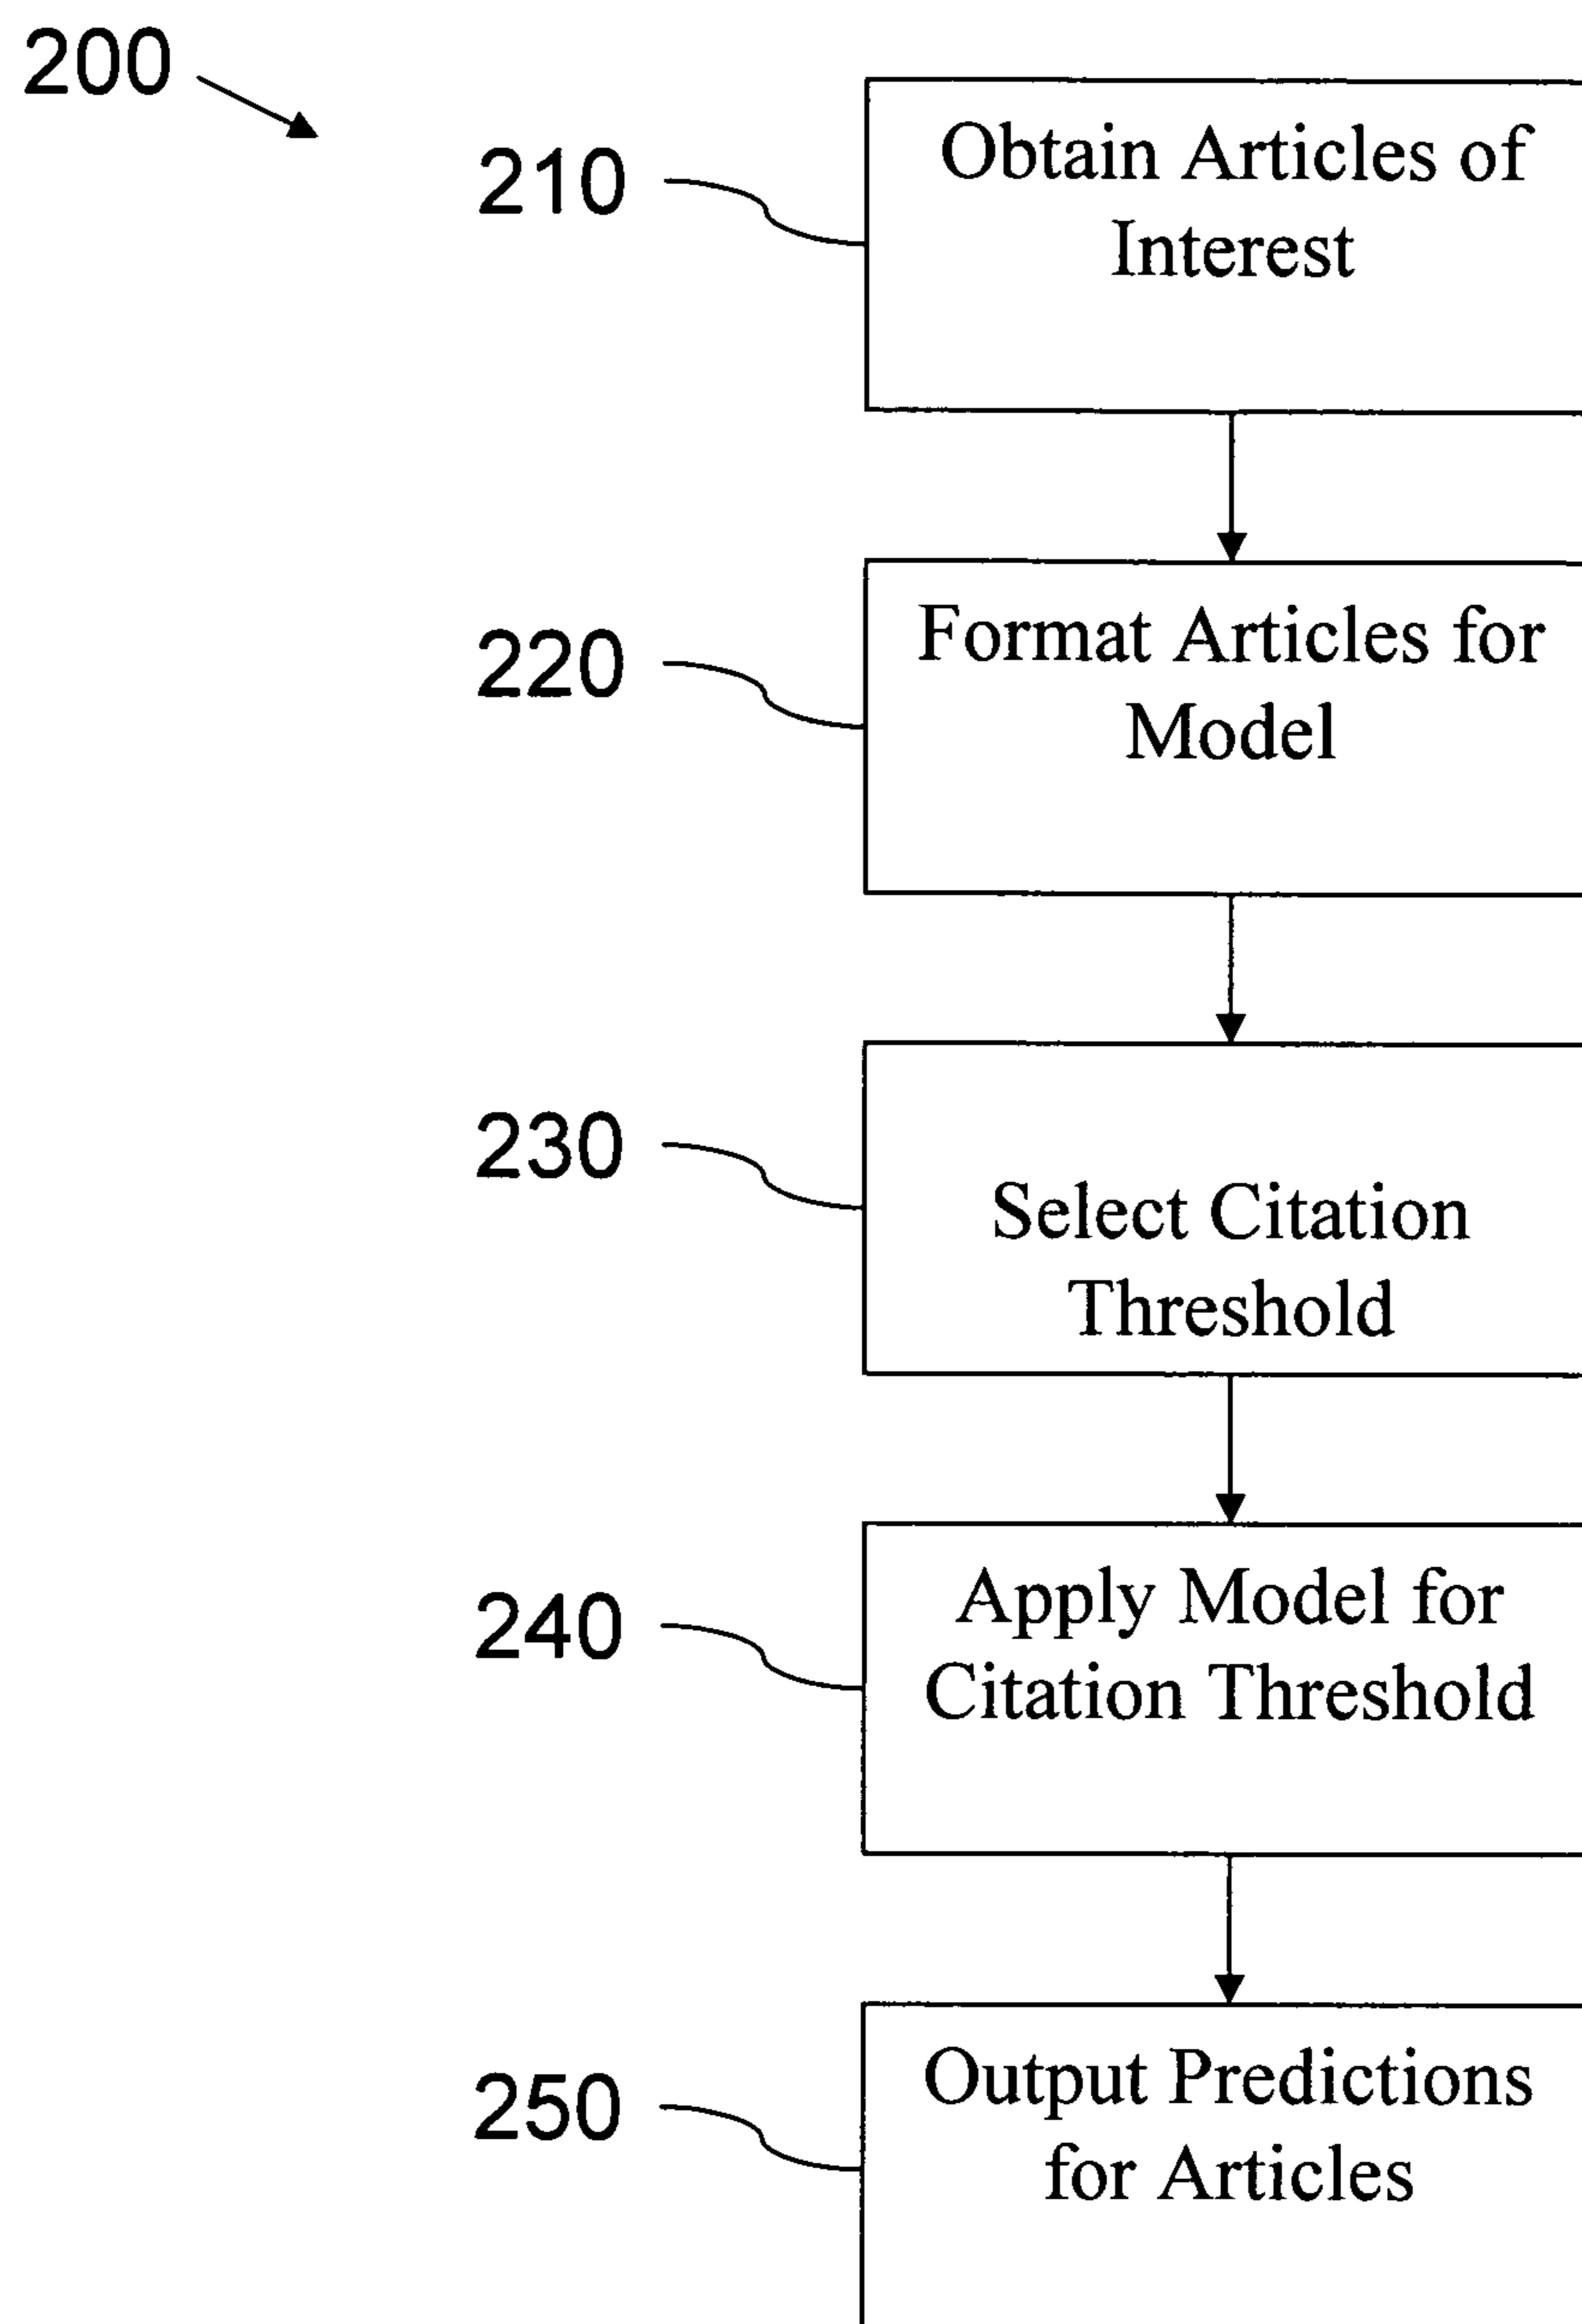 200
210
Obtain Articles of
Interest
220
Format Articles for
Model
230
Select Citation
Threshold
240
Apply Model for
Citation Threshold
250
Output Predictions
for Articles